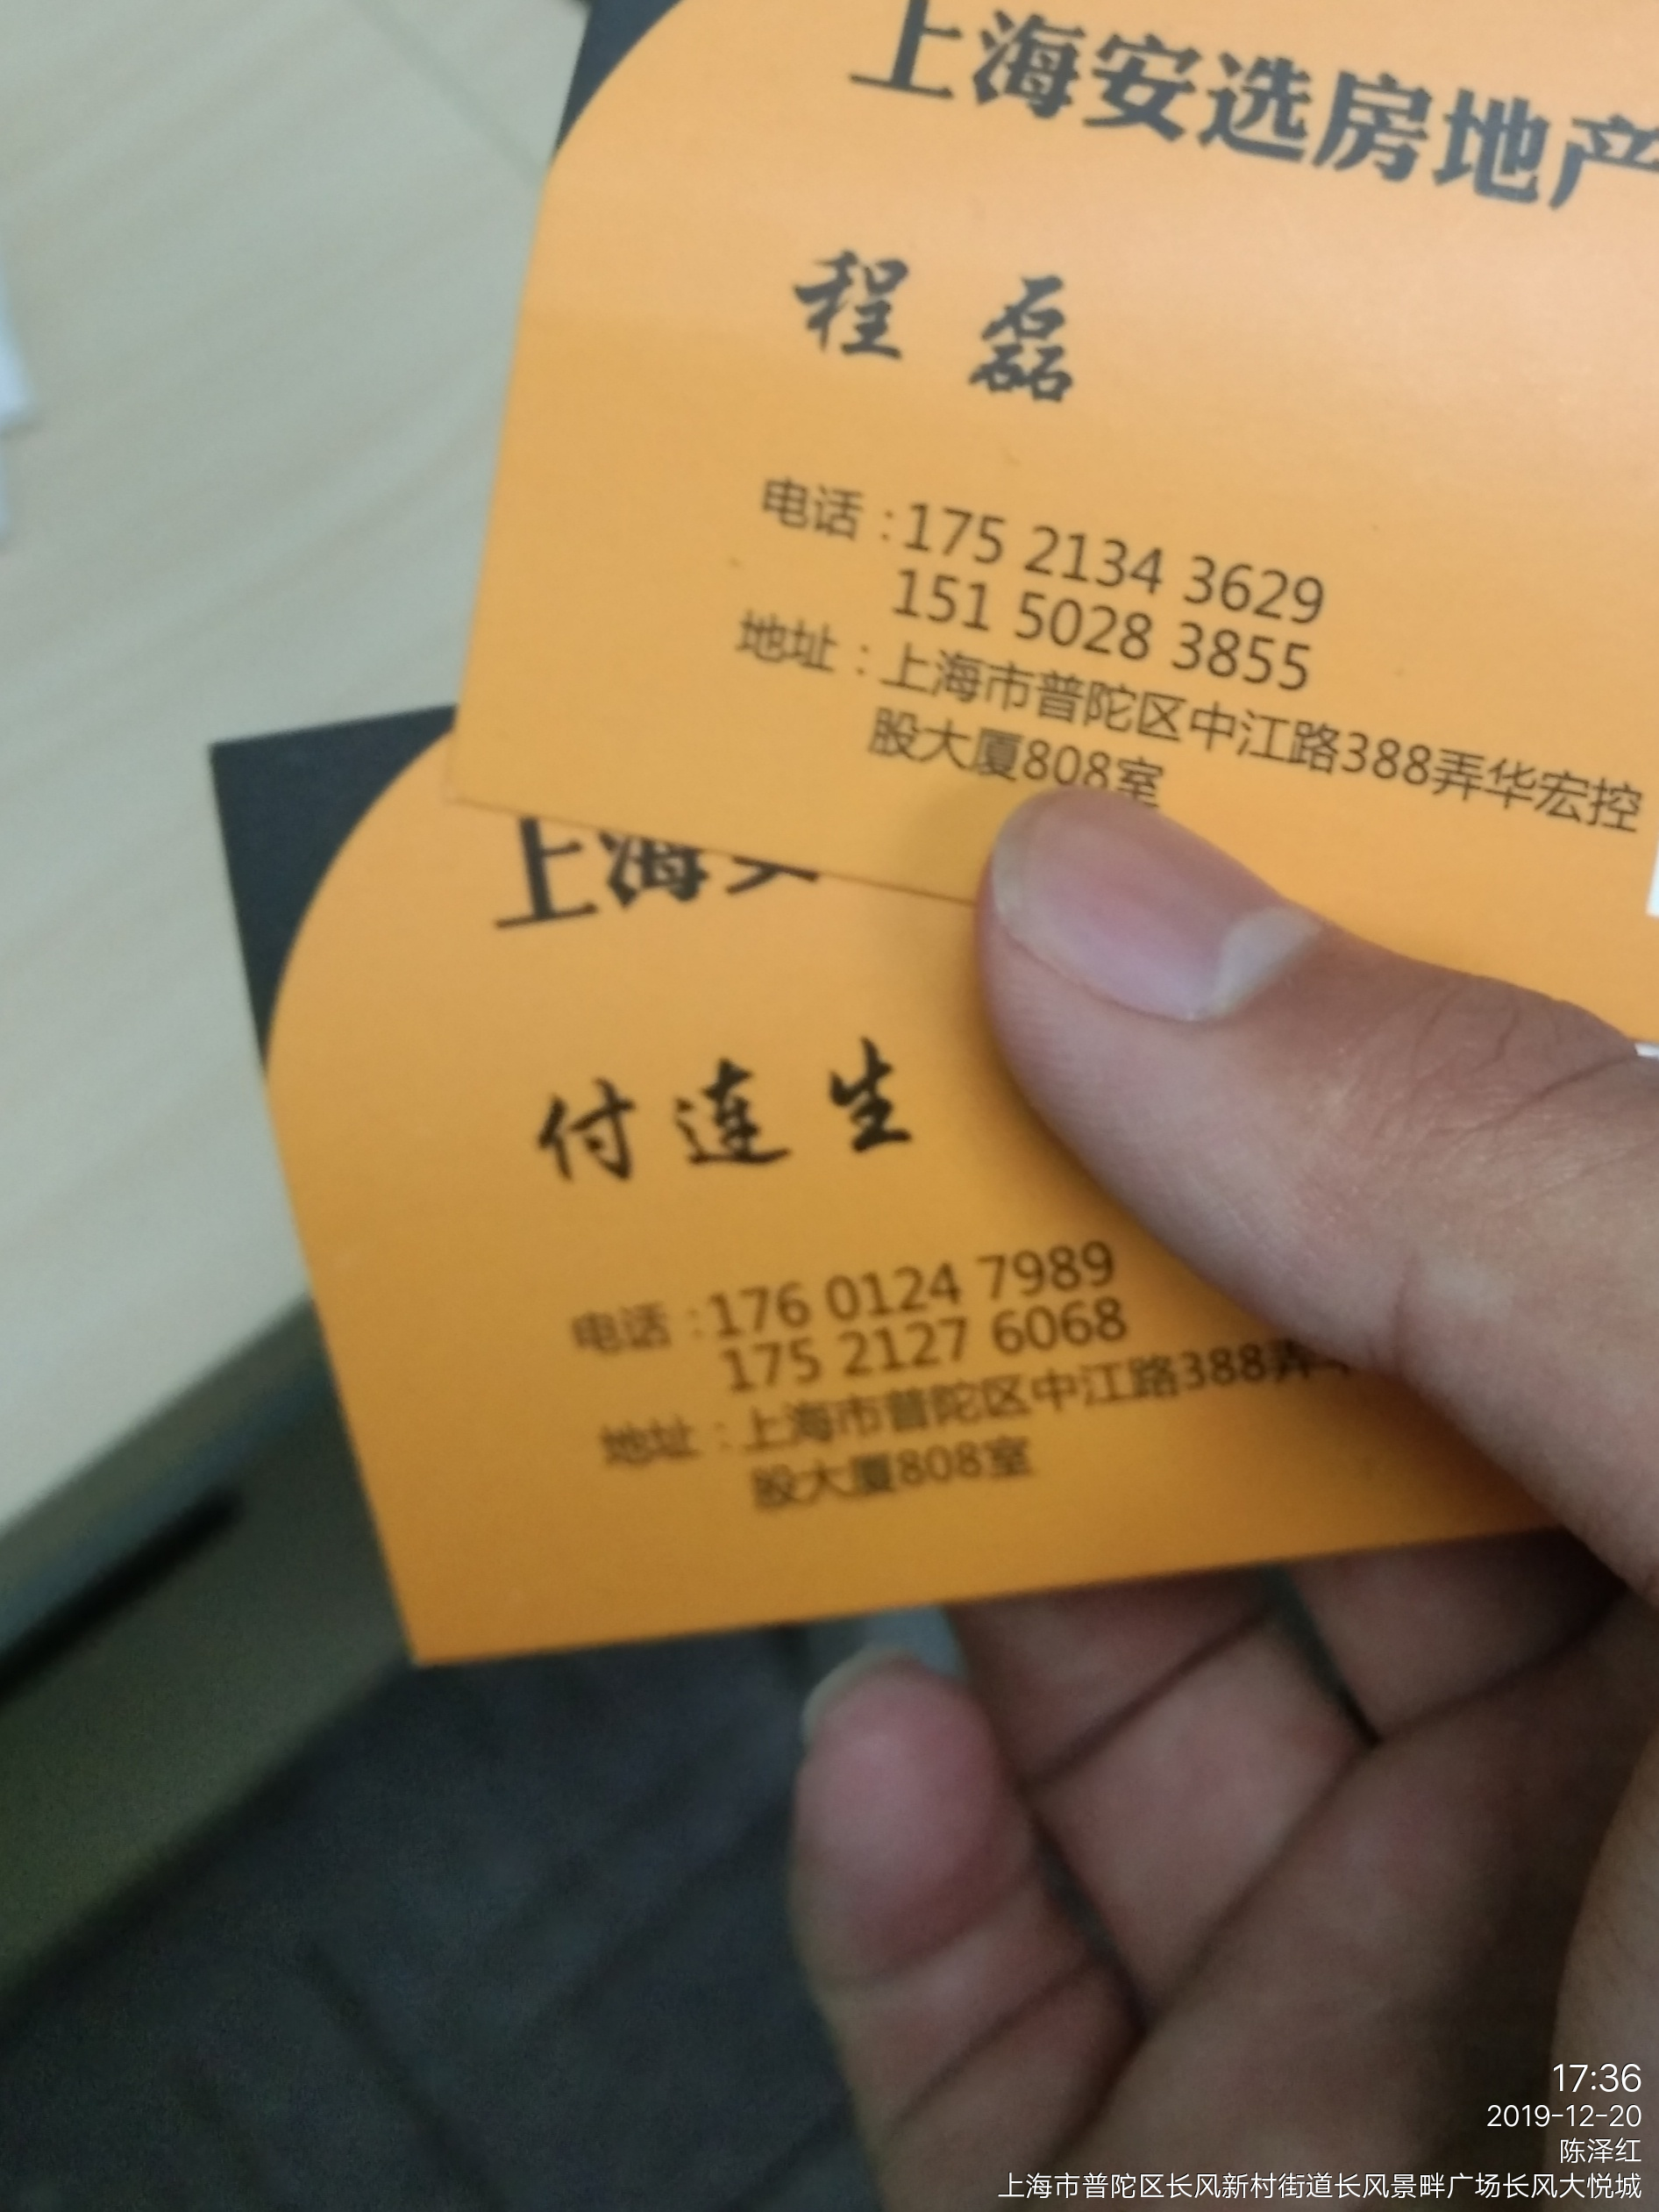 上海安选房地产
程 磊
电话：175 2134 3629
151 5028 3855
地址：上海市普陀区中江路388弄华宏控
股大厦808室
上海
付连生
电话：176 0124 7989
175 2127 6068
地址：上海市普陀区中江路388弄
股大厦808室
17:36
2019-12-20
陈泽红
上海市普陀区长风新村街道长风景畔广场长风大悦城